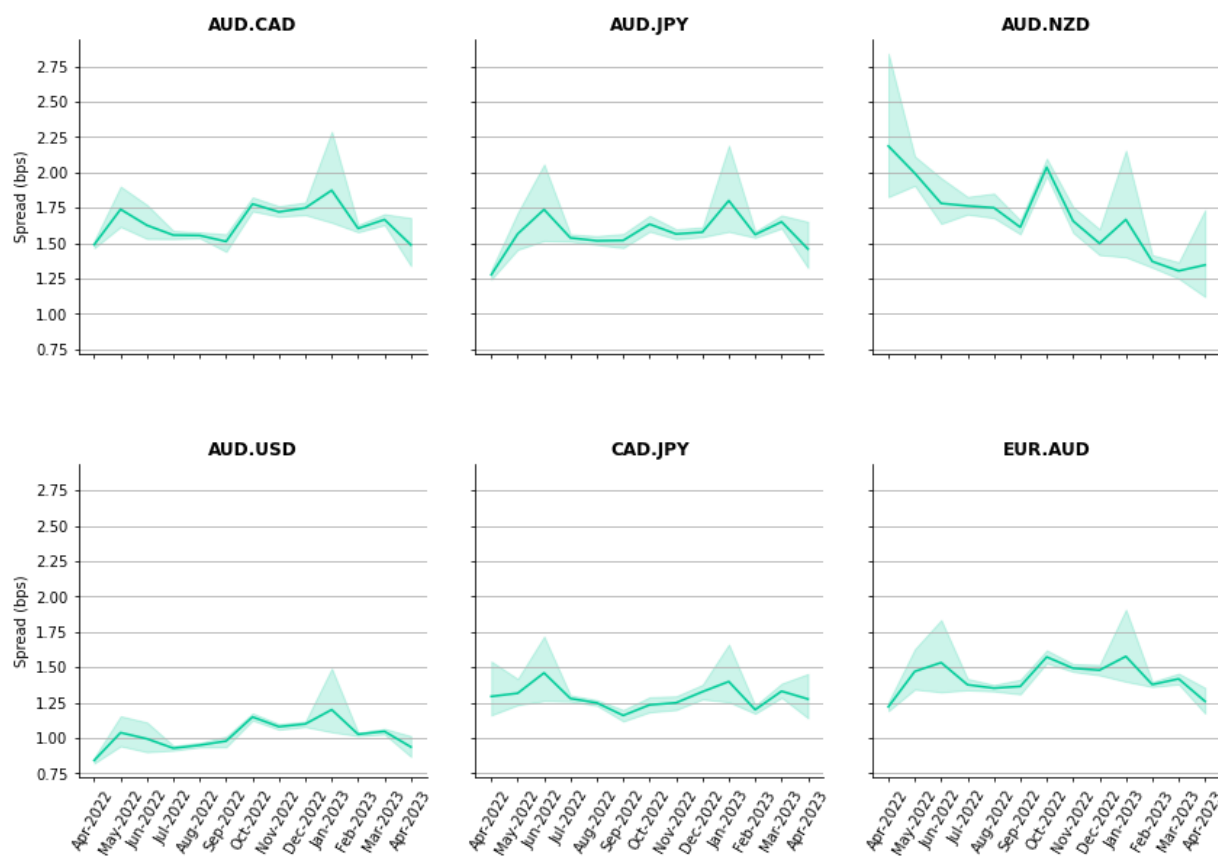 AUD.CAD AUD.JPY AUD.NZD
2.75
2.50
2.25
2.00
1.75
1.50
1.25
1.00
0.75
Spread (bps)
AUD.USD CAD.JPY EUR.AUD
2.75
2.50
2.25
2.00
1.75
1.50
1.25
1.00
0.75
Spread (bps)
Apr-2022 May-2022 Jun-2022 Jul-2022 Aug-2022 Sep-2022 Oct-2022 Nov-2022 Dec-2022 Jan-2023 Feb-2023 Mar-2023 Apr-2023
Apr-2022 May-2022 Jun-2022 Jul-2022 Aug-2022 Sep-2022 Oct-2022 Nov-2022 Dec-2022 Jan-2023 Feb-2023 Mar-2023 Apr-2023
Apr-2022 May-2022 Jun-2022 Jul-2022 Aug-2022 Sep-2022 Oct-2022 Nov-2022 Dec-2022 Jan-2023 Feb-2023 Mar-2023 Apr-2023